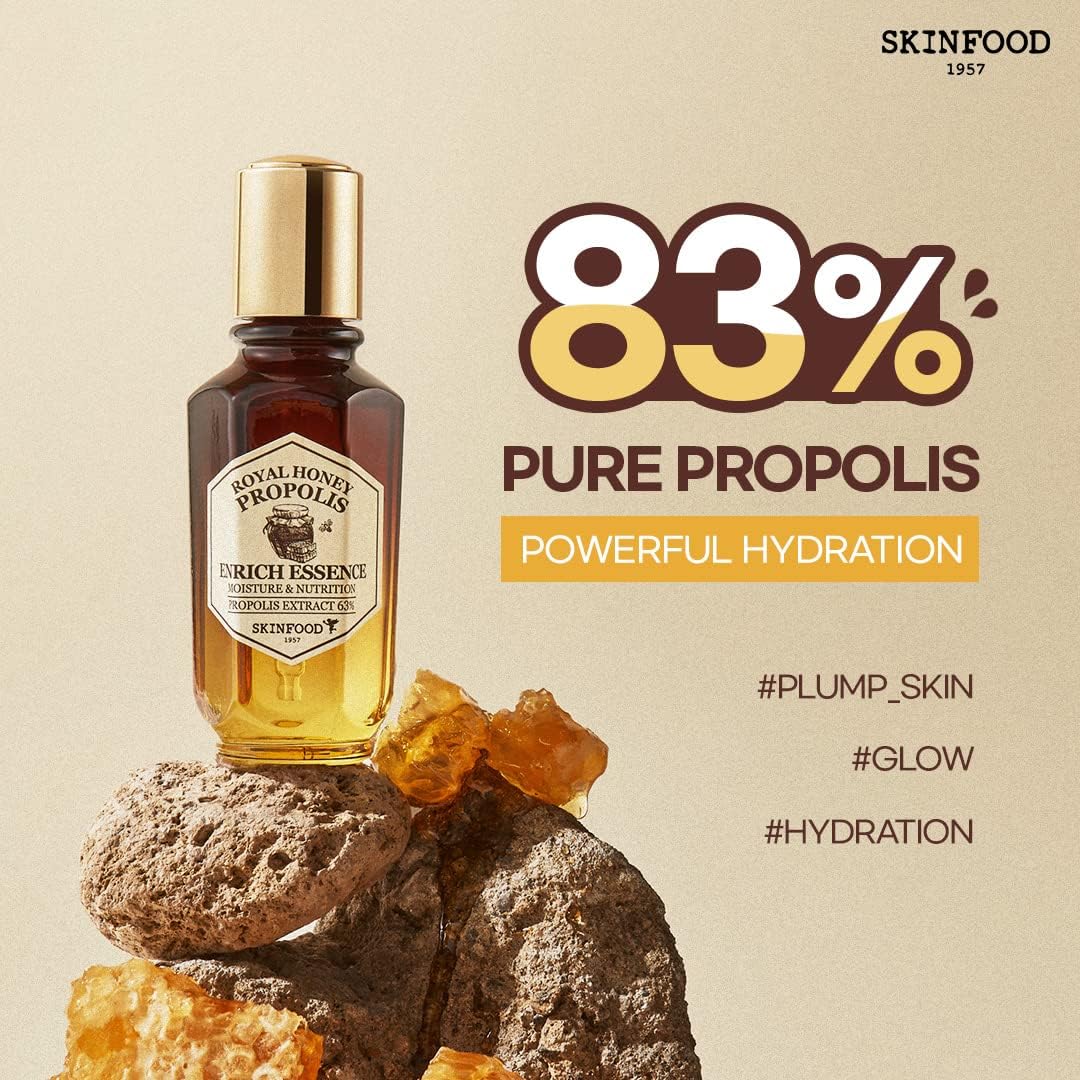 SKINFOOD
1957
83%
PURE PROPOLIS
POWERFUL HYDRATION
ROYAL HONEY
PROPOLIS
ENRICH ESSENCE
MOISTURE & NUTRITION
PROPOLIS EXTRACT 63%
SKINFOOD
1957
#PLUMP_SKIN
#GLOW
#HYDRATION